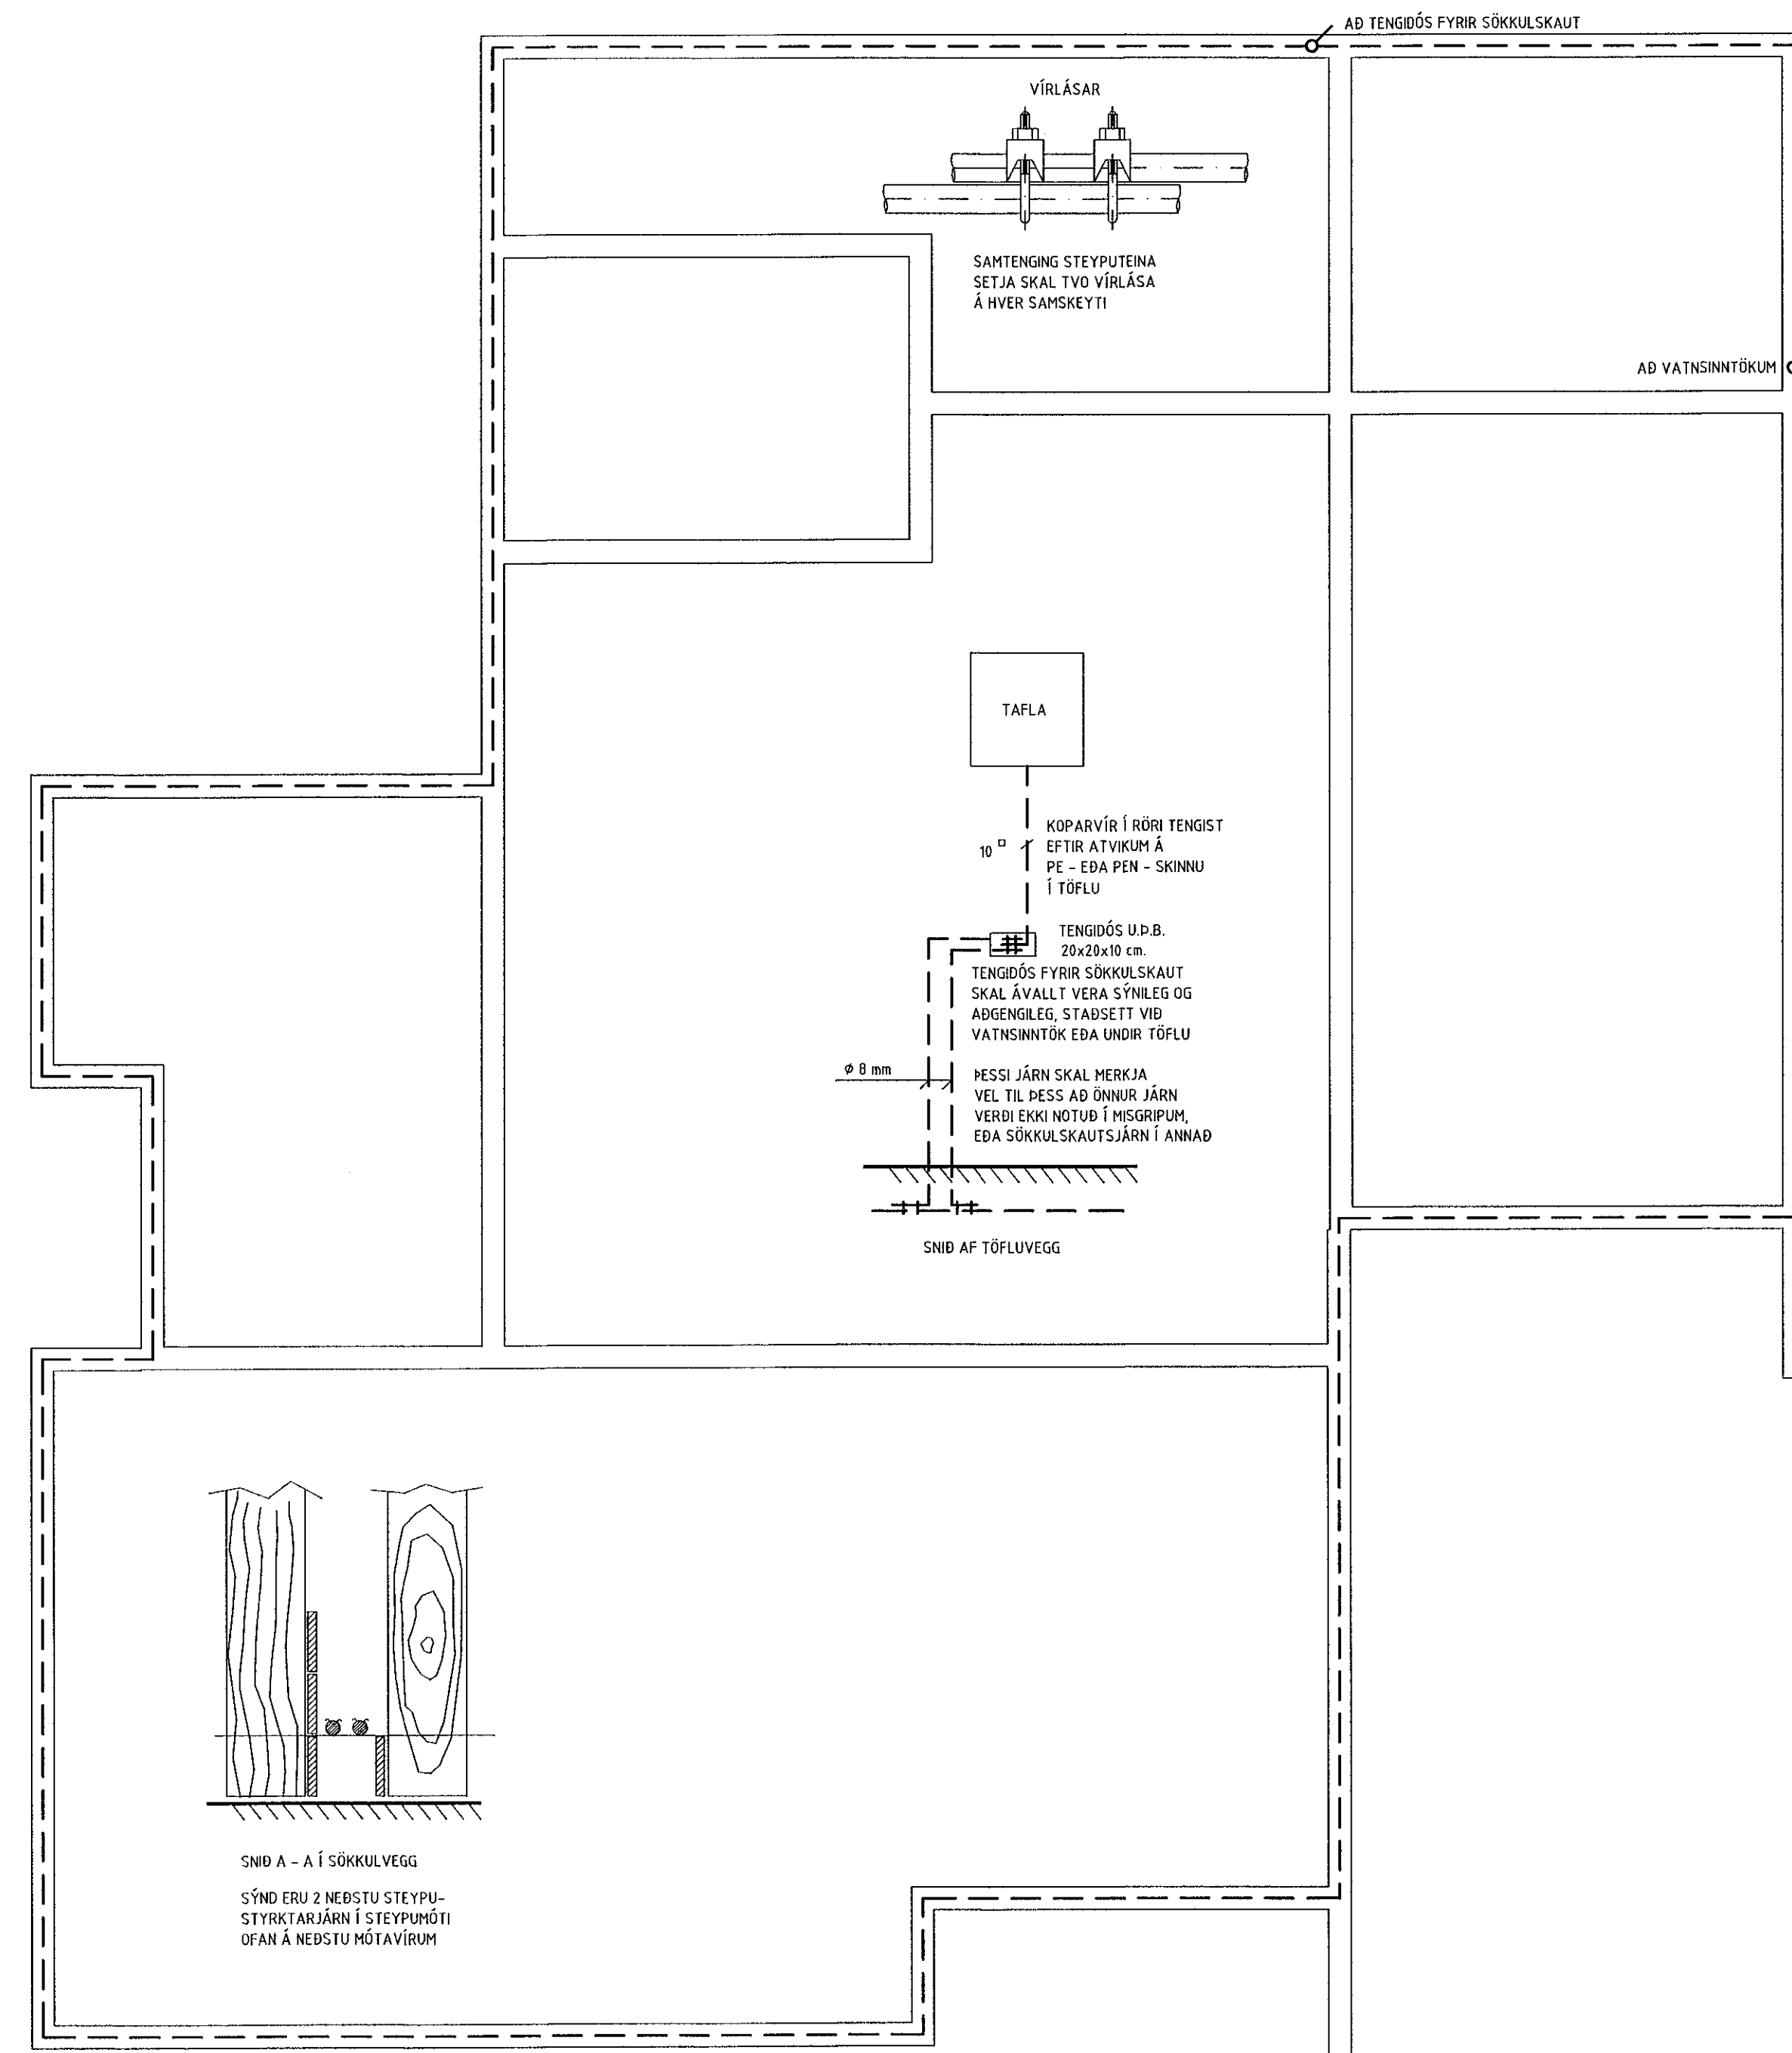 AÐ TENGIDÓS FYRIR SÖKKULSKAUT
VÍRLÁSAR
SAMTENGING STEYPUTEINA
SETJA SKAL TVO VÍRLÁSA
Á HVER SAMSKEYTI
AÐ VATNSINNTÖKUM
TAFLA
KOPARVÍR Í RÖRI TENGIST
EFTIR ATVIKUM Á
PE - EÐA PEN - SKINNU
Í TÖFLU
10 □
TENGIDÓS U.Þ.B.
20x20x10 cm.
TENGIDÓS FYRIR SÖKKULSKAUT
SKAL ÁVALLT VERA SÝNILEG OG
AÐGENGILEG, STAÐSETT VIÐ
VATNSINNTÖK EÐA UNDIR TÖFLU
ø 8 mm
ÞESSI JÁRN SKAL MERKJA
VEL TIL ÞESS AÐ ÖNNUR JÁRN
VERÐI EKKI NOTUÐ Í MISGRIPUM,
EÐA SÖKKULSKAUTSJÁRN Í ANNAÐ
SNIÐ AF TÖFLUVEGG
SNIÐ A - A Í SÖKKULVEGG
SÝND ERU 2 NEÐSTU STEYPU-
STYRKTARJÁRN Í STEYPUMÓTI
OFAN Á NEÐSTU MÓTAVÍRUM